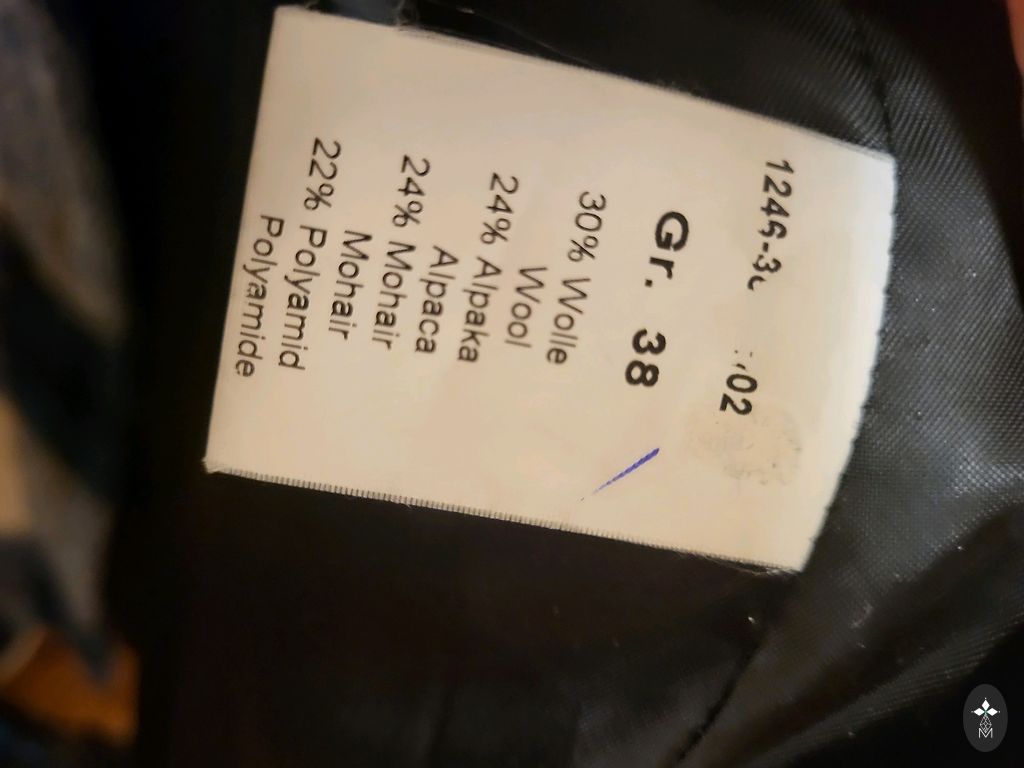 Gr. 38
30% Wolle
Wool
24% Alpaka
Alpaca
24% Mohair
Mohair
22% Polyamid
Polyamide